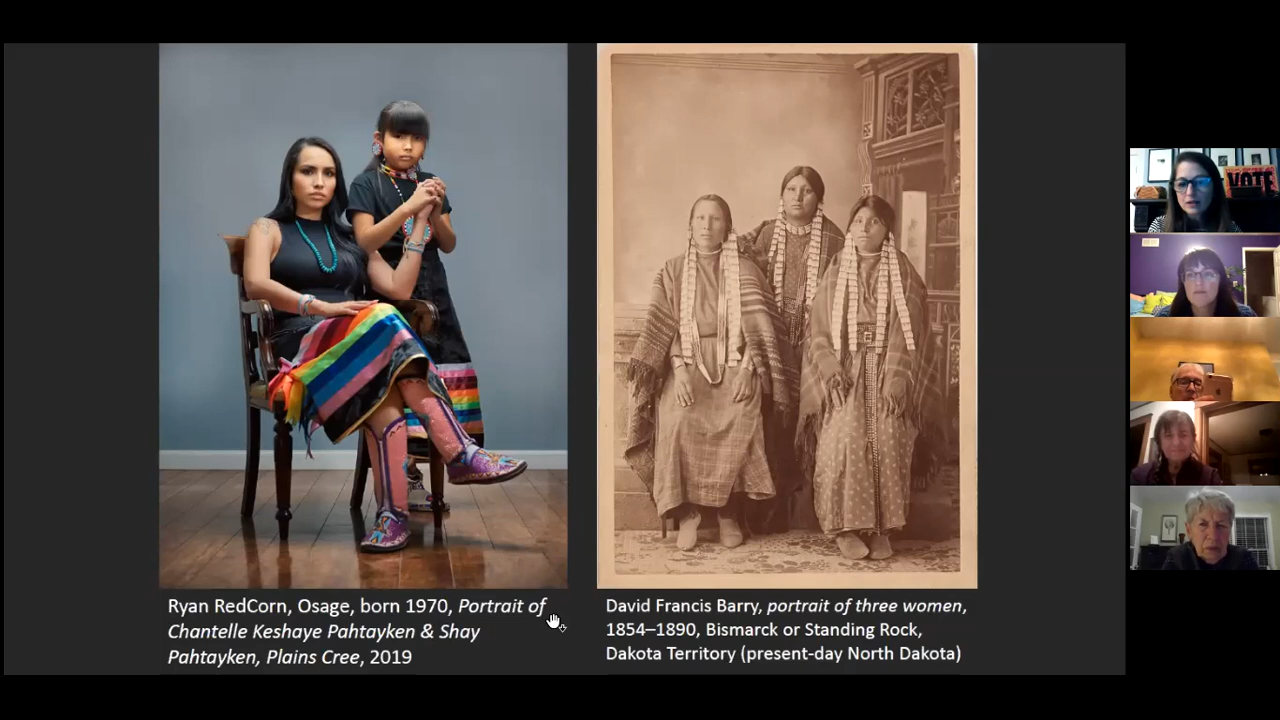 Ryan RedCorn, Osage, born 1970, Portrait of
Chantelle Keshaye Pahtayken & Shay
Pahtayken, Plains Cree, 2019
David Francis Barry, portrait of three women,
1854–1890, Bismarck or Standing Rock,
Dakota Territory (present-day North Dakota)
VOTE